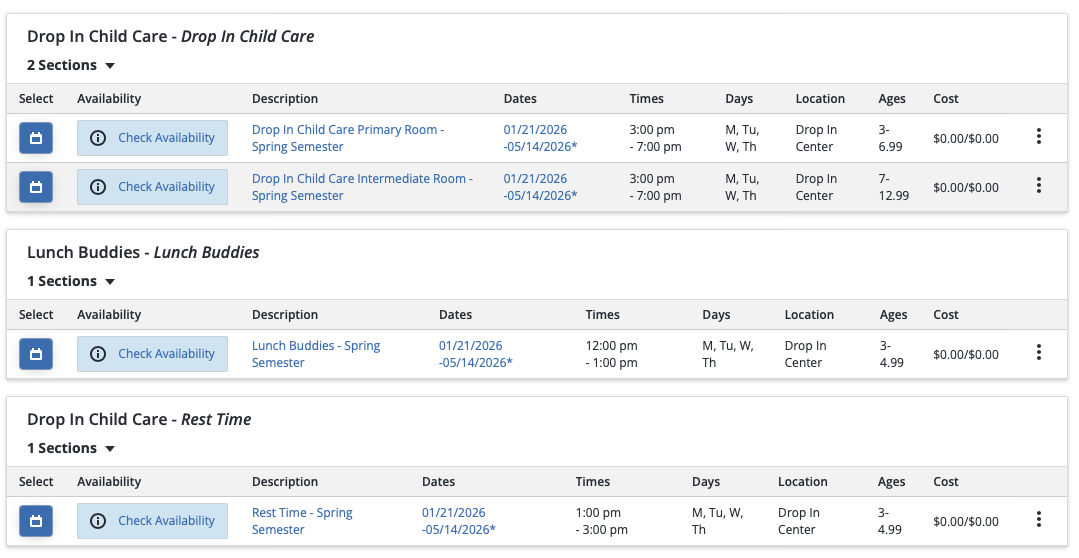 Drop In Child Care - Drop In Child Care
2 Sections
Select Availability Description Dates Times Days Location Ages Cost
Check Availability Drop In Child Care Primary Room - 01/21/2026 3:00 pm M, Tu, Drop In 3- $0.00/$0.00
Spring Semester -05/14/2026* - 7:00 pm W, Th Center 6.99
Check Availability Drop In Child Care Intermediate Room - 01/21/2026 3:00 pm M, Tu, Drop In 7- $0.00/$0.00
Spring Semester -05/14/2026* - 7:00 pm W, Th Center 12.99
Lunch Buddies - Lunch Buddies
1 Sections
Select Availability Description Dates Times Days Location Ages Cost
Check Availability Lunch Buddies - Spring 01/21/2026 12:00 pm M, Tu, W, Drop In 3- $0.00/$0.00
Semester -05/14/2026* - 1:00 pm Th Center 4.99
Drop In Child Care - Rest Time
1 Sections
Select Availability Description Dates Times Days Location Ages Cost
Check Availability Rest Time - Spring 01/21/2026 1:00 pm M, Tu, W, Drop In 3- $0.00/$0.00
Semester -05/14/2026* - 3:00 pm Th Center 4.99